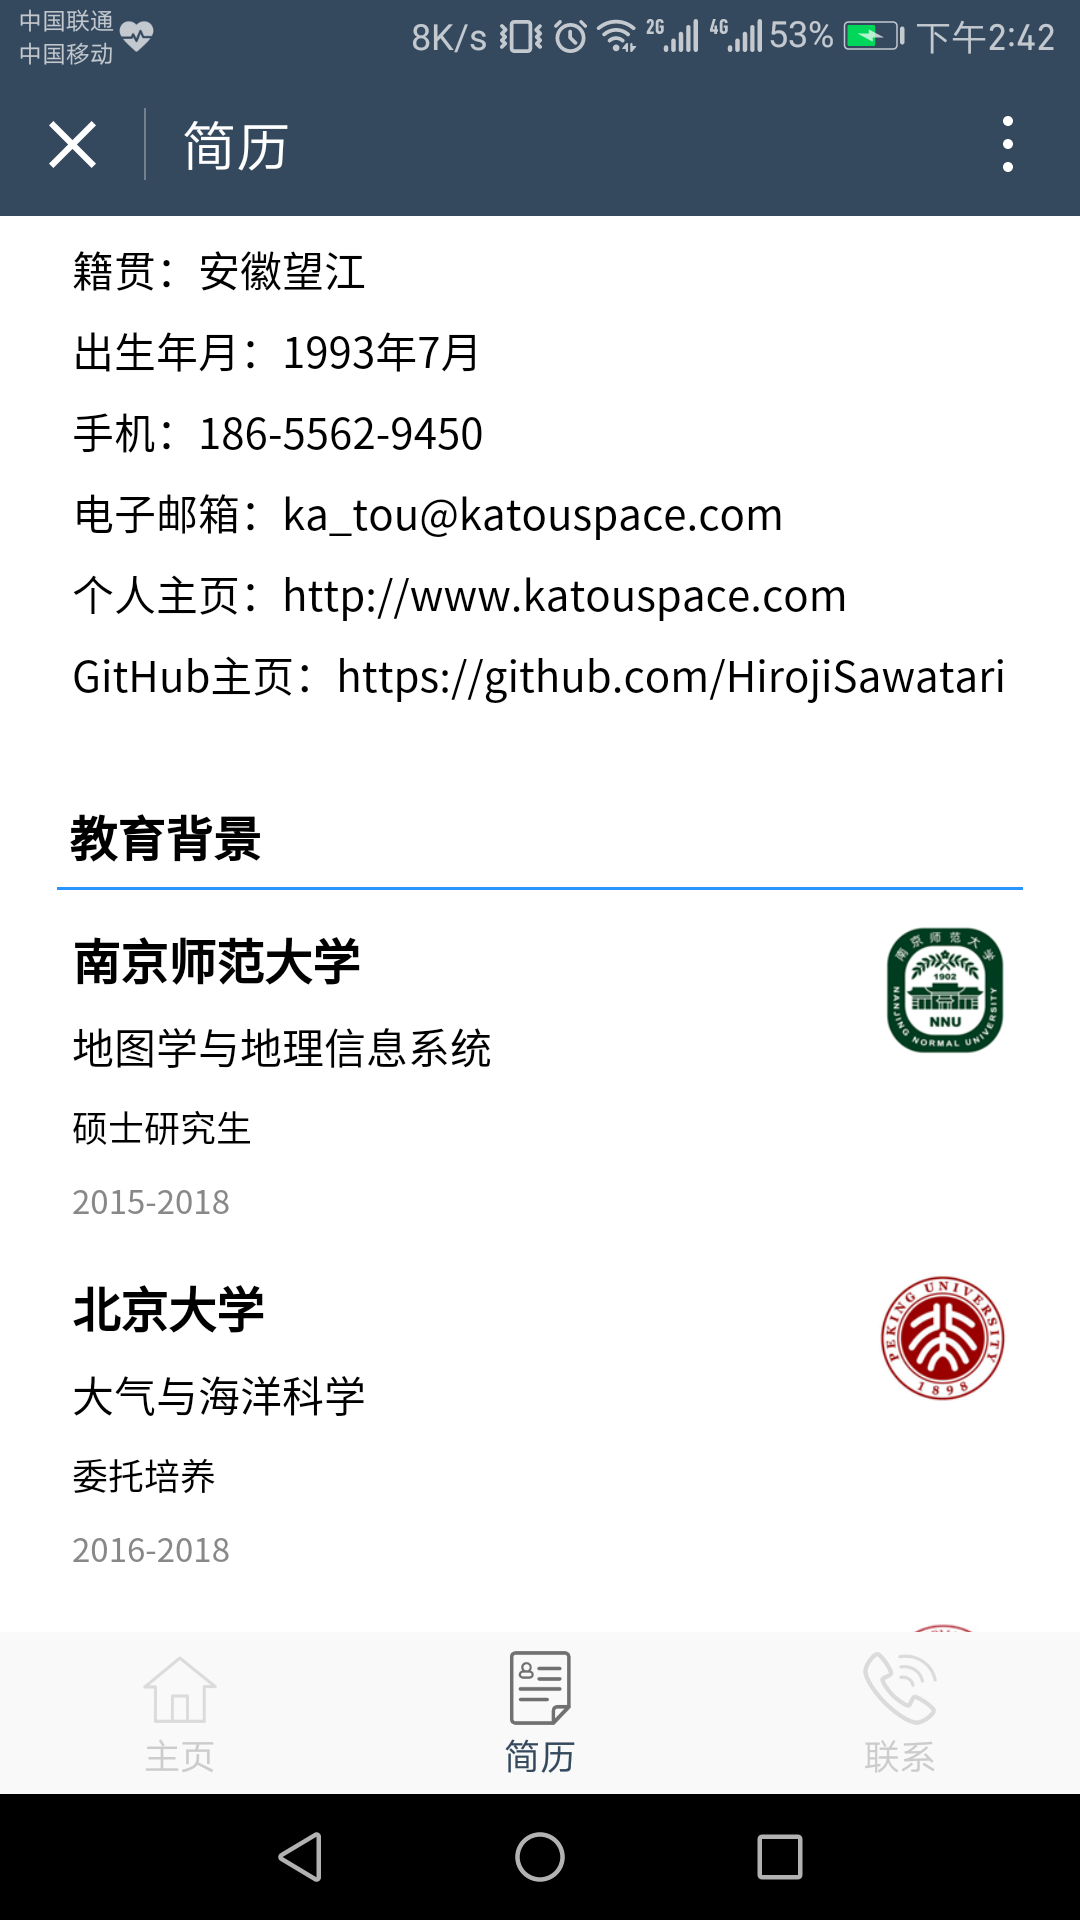 中国联通
中国移动
8K/s 2G 4G 53% 下午2:42
简历
籍贯：安徽望江
出生年月：1993年7月
手机：186-5562-9450
电子邮箱：ka_tou@katouspace.com
个人主页：http://www.katouspace.com
GitHub主页：https://github.com/HirojiSawatari
教育背景
南京师范大学
南京师范大学
1902
NNU
NANJING NORMAL UNIVERSITY
地图学与地理信息系统
硕士研究生
2015-2018
北京大学
PEKING UNIVERSITY
1898
大气与海洋科学
委托培养
2016-2018
主页
简历
联系